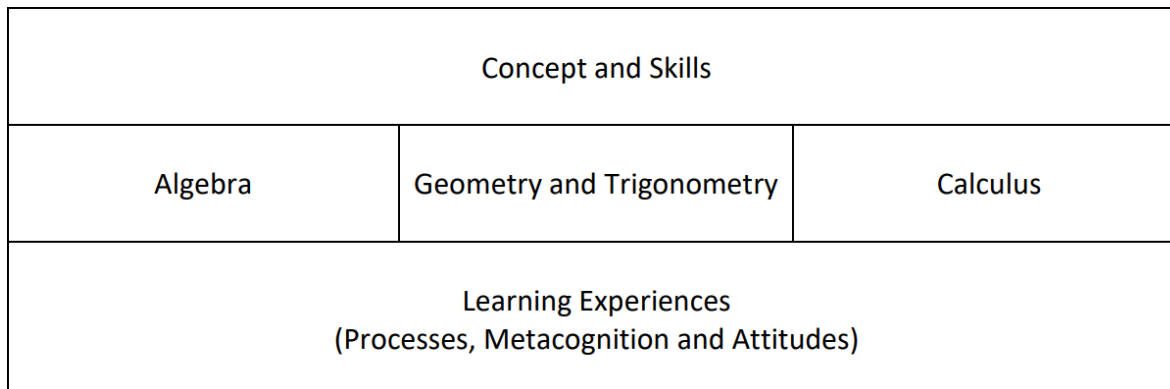 Concept and Skills
Algebra
Geometry and Trigonometry
Calculus
Learning Experiences
(Processes, Metacognition and Attitudes)